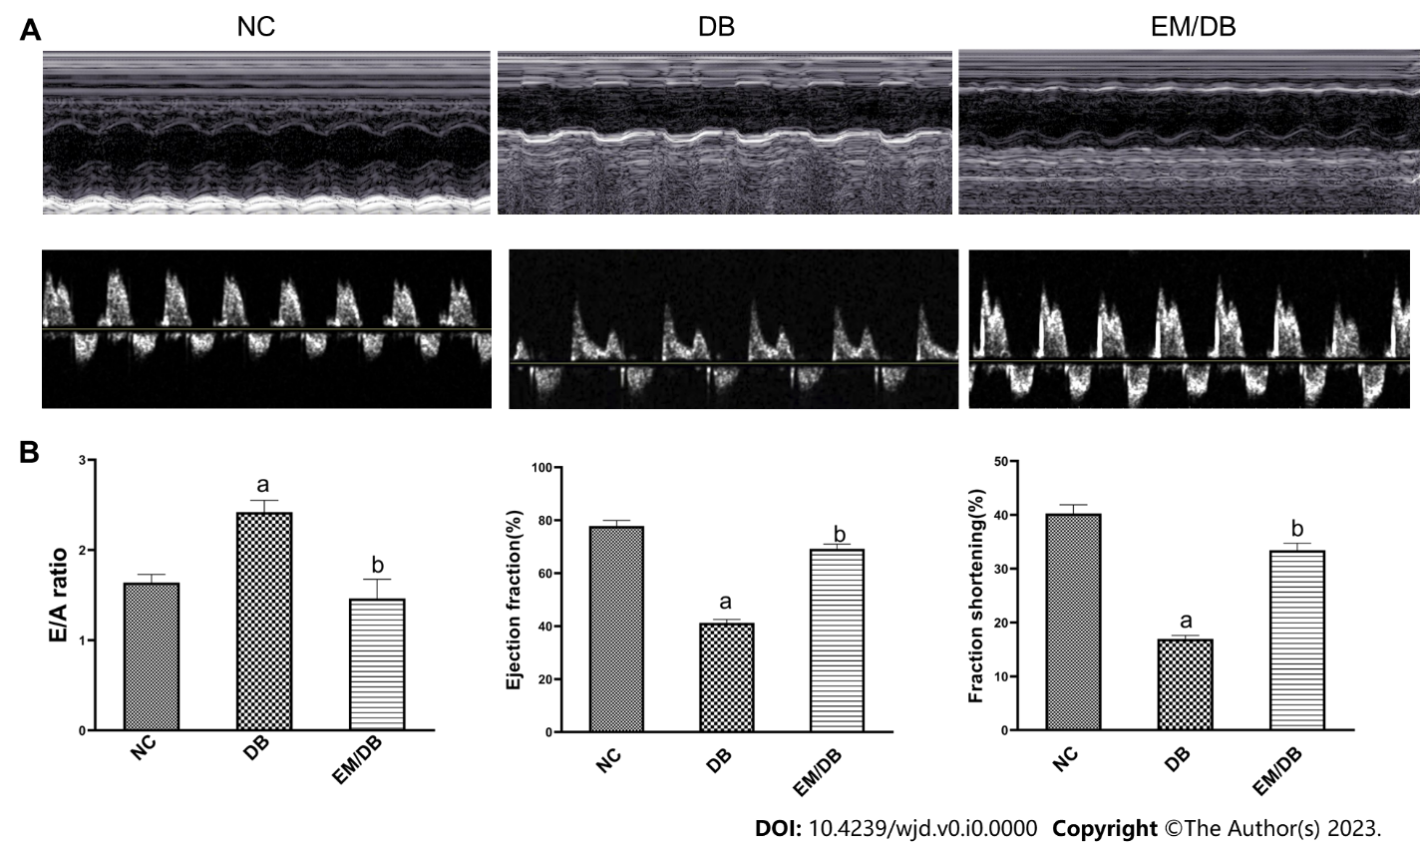 A
NC
DB
EM/DB
B
E/A ratio
3
2
1
0
a
b
NC
DB
EM/DB
Ejection fraction(%)
100
80
60
40
20
0
a
b
NC
DB
EM/DB
Fraction shortening(%)
50
40
30
20
10
0
a
b
NC
DB
EM/DB
DOI: 10.4239/wjd.v0.i0.0000 Copyright ©The Author(s) 2023.